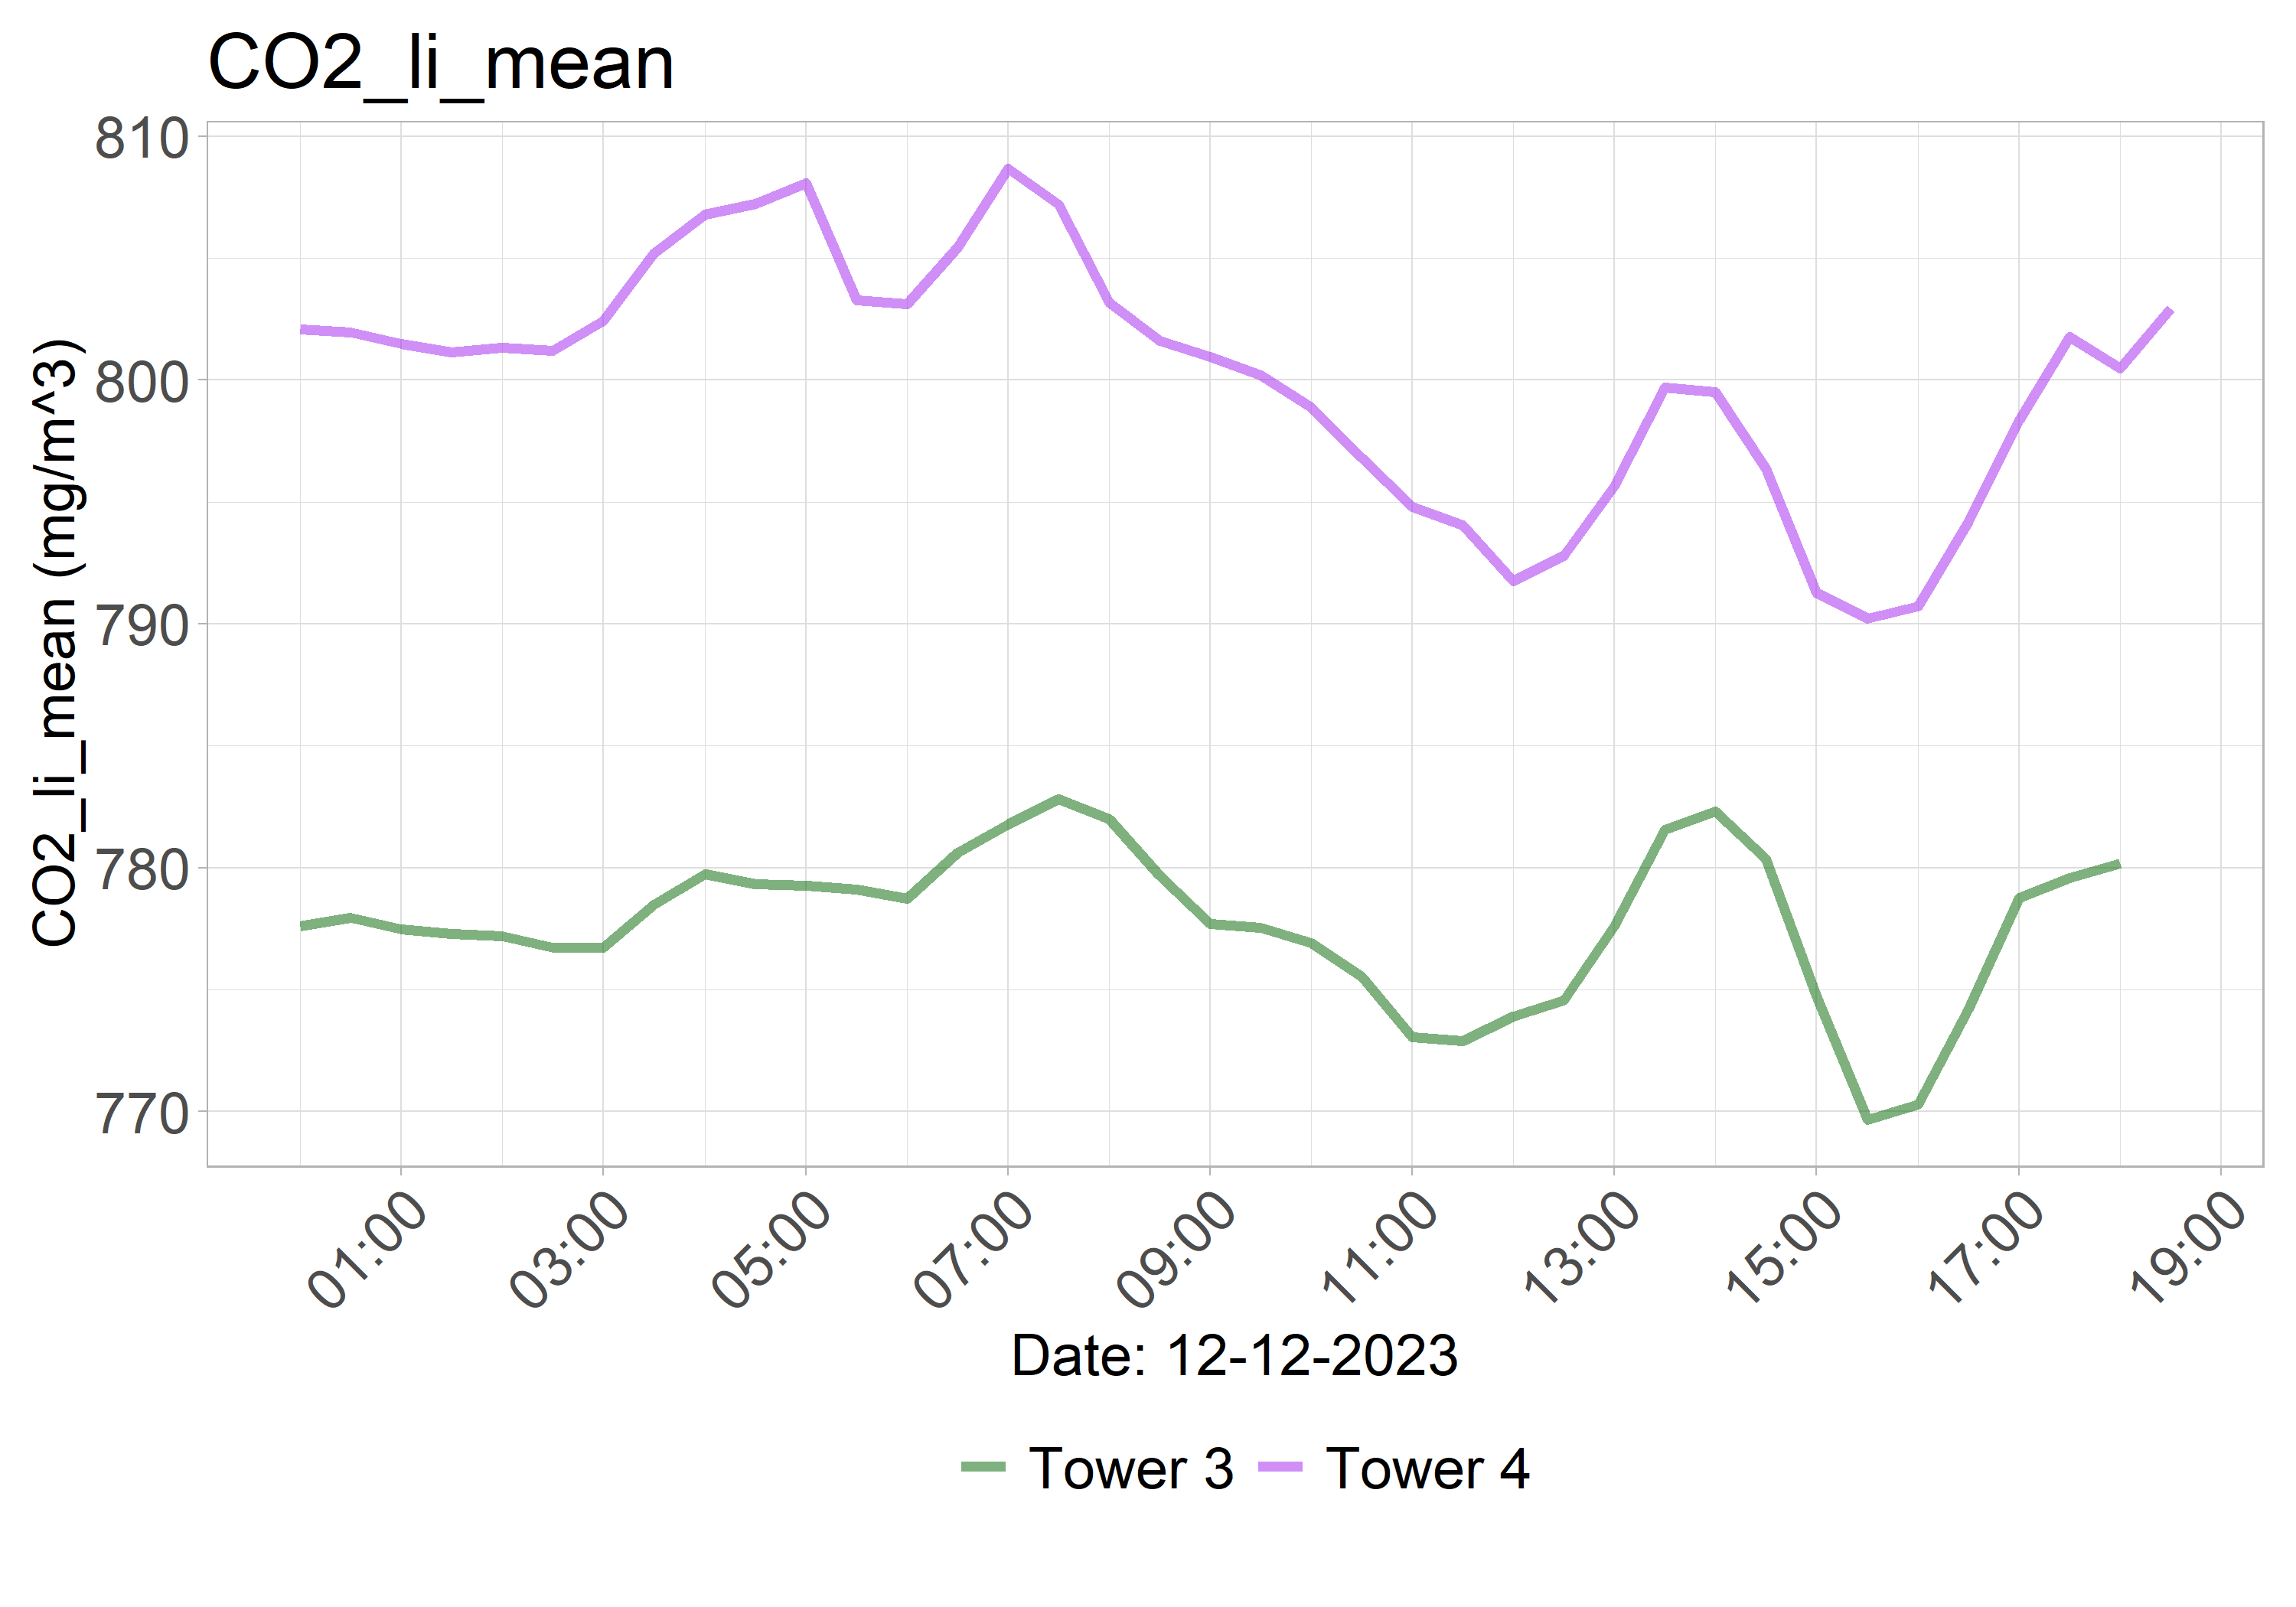 CO2_li_mean
CO2_li_mean (mg/m^3)
810
800
790
780
770
01:00 03:00 05:00 07:00 09:00 11:00 13:00 15:00 17:00 19:00
Date: 12-12-2023
Tower 3 Tower 4